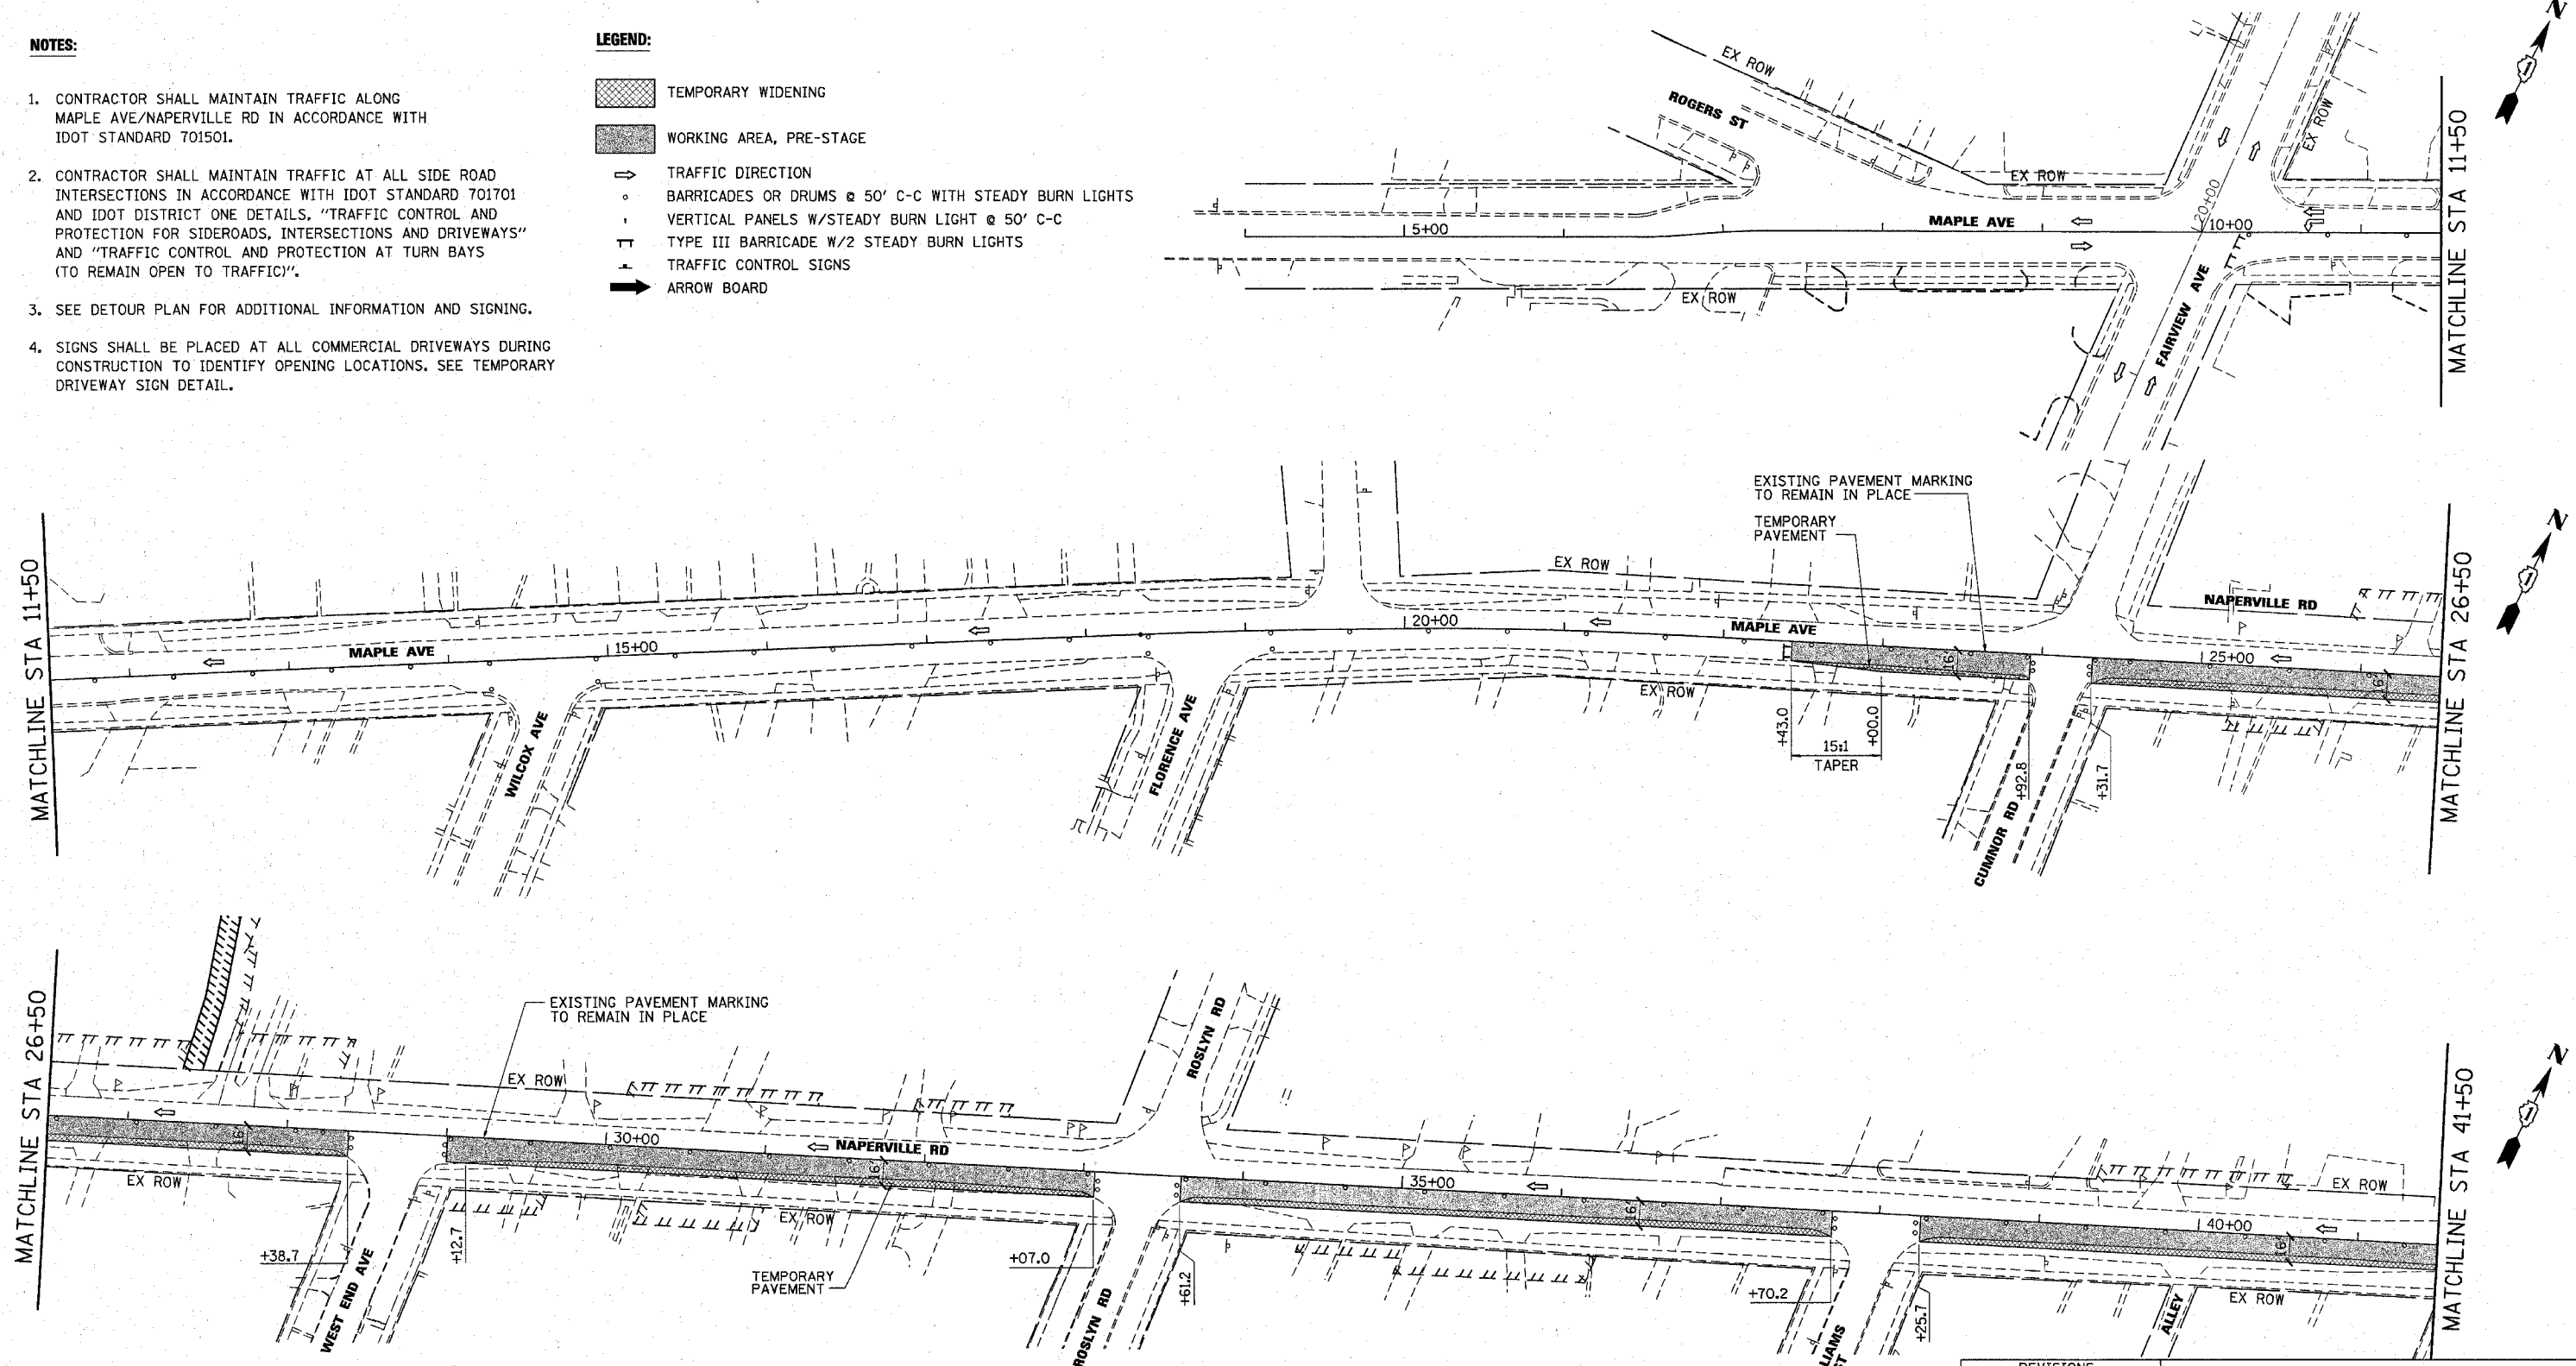 NOTES:
1. CONTRACTOR SHALL MAINTAIN TRAFFIC ALONG
MAPLE AVE/NAPERVILLE RD IN ACCORDANCE WITH
IDOT STANDARD 701501.
2. CONTRACTOR SHALL MAINTAIN TRAFFIC AT ALL SIDE ROAD
INTERSECTIONS IN ACCORDANCE WITH IDOT STANDARD 701701
AND IDOT DISTRICT ONE DETAILS, "TRAFFIC CONTROL AND
PROTECTION FOR SIDEROADS, INTERSECTIONS AND DRIVEWAYS"
AND "TRAFFIC CONTROL AND PROTECTION AT TURN BAYS
(TO REMAIN OPEN TO TRAFFIC)".
3. SEE DETOUR PLAN FOR ADDITIONAL INFORMATION AND SIGNING.
4. SIGNS SHALL BE PLACED AT ALL COMMERCIAL DRIVEWAYS DURING
CONSTRUCTION TO IDENTIFY OPENING LOCATIONS. SEE TEMPORARY
DRIVEWAY SIGN DETAIL.
LEGEND:
TEMPORARY WIDENING
WORKING AREA, PRE-STAGE
TRAFFIC DIRECTION
BARRICADES OR DRUMS @ 50' C-C WITH STEADY BURN LIGHTS
VERTICAL PANELS W/STEADY BURN LIGHT @ 50' C-C
TYPE III BARRICADE W/2 STEADY BURN LIGHTS
TRAFFIC CONTROL SIGNS
ARROW BOARD
N
EX ROW
ROGERS ST
EX ROW
EX ROW
MAPLE AVE
5+00
20+00
10+00
EX ROW
FAIRVIEW AVE
MATCHLINE STA 11+50
MATCHLINE STA 11+50
MAPLE AVE
15+00
WILCOX AVE
FLORENCE AVE
20+00
EX ROW
EX ROW
EXISTING PAVEMENT MARKING
TO REMAIN IN PLACE
TEMPORARY
PAVEMENT
MAPLE AVE
16'
+43.0
15:1
TAPER
+00.0
+92.8
CUMNOR RD
+31.7
NAPERVILLE RD
25+00
16'
MATCHLINE STA 26+50
N
MATCHLINE STA 26+50
EX ROW
16'
+38.7
WEST END AVE
+12.7
EXISTING PAVEMENT MARKING
TO REMAIN IN PLACE
EX ROW
30+00
NAPERVILLE RD
16'
EX ROW
TEMPORARY
PAVEMENT
+07.0
ROSLYN RD
ROSLYN RD
+61.2
35+00
16'
+70.2
LIAMS
+25.7
40+00
16'
ALLEY
EX ROW
EX ROW
MATCHLINE STA 41+50
N
REVISIONS